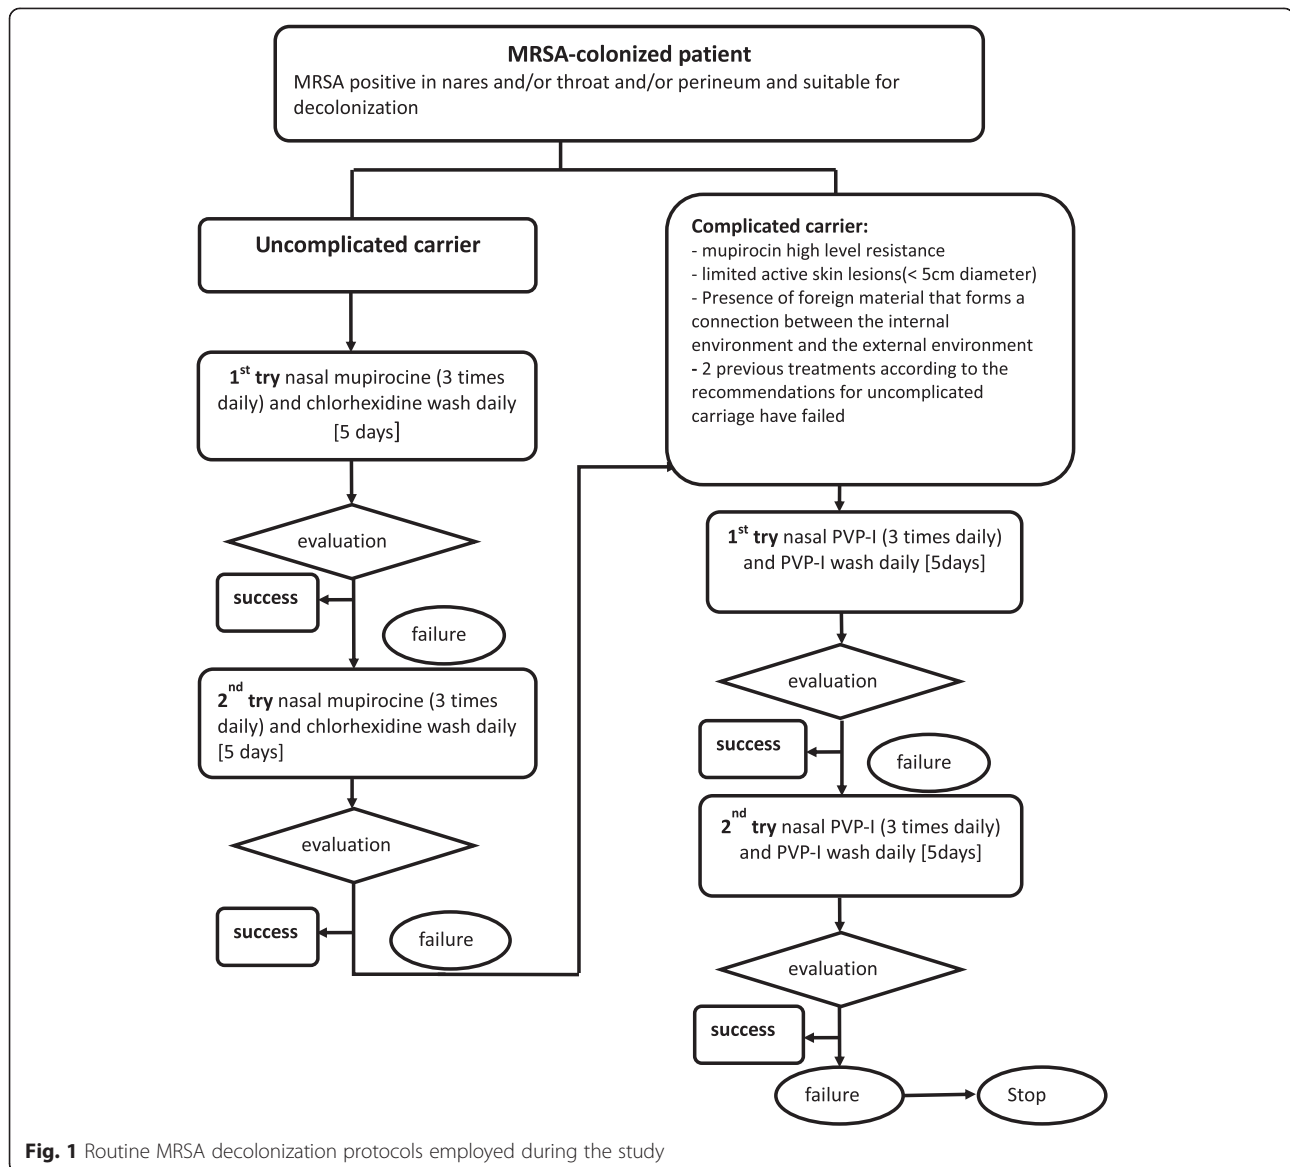 MRSA-colonized patient
MRSA positive in nares and/or throat and/or perineum and suitable for
decolonization
Uncomplicated carrier
1st try nasal mupirocine (3 times
daily) and chlorhexidine wash daily
[5 days]
evaluation
success
failure
2nd try nasal mupirocine (3 times
daily) and chlorhexidine wash daily
[5 days]
evaluation
success
failure
Complicated carrier:
- mupirocin high level resistance
- limited active skin lesions(< 5cm diameter)
- Presence of foreign material that forms a
connection between the internal
environment and the external environment
- 2 previous treatments according to the
recommendations for uncomplicated
carriage have failed
1st try nasal PVP-I (3 times daily)
and PVP-I wash daily [5days]
evaluation
success
failure
2nd try nasal PVP-I (3 times daily)
and PVP-I wash daily [5days]
evaluation
success
failure
Stop
Fig. 1 Routine MRSA decolonization protocols employed during the study